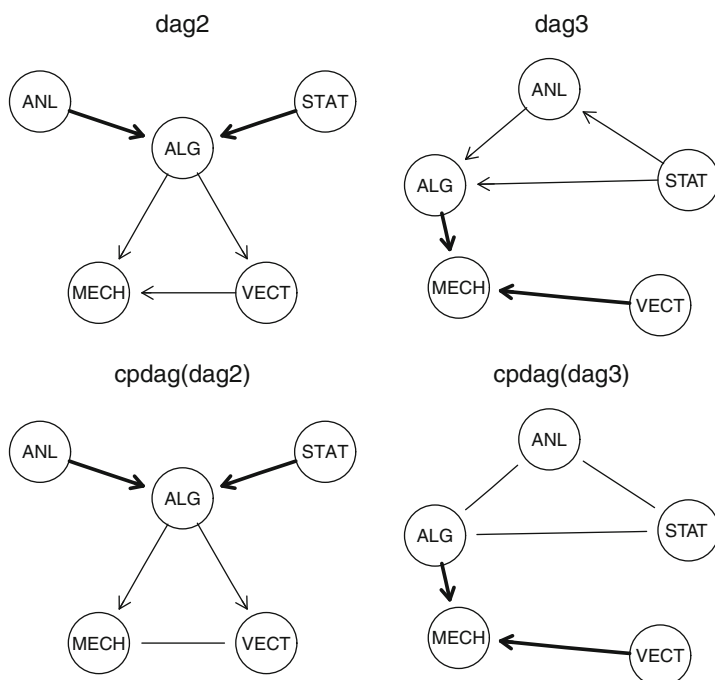 dag2
ANL
STAT
ALG
MECH
VECT
dag3
ANL
STAT
ALG
MECH
VECT
cpdag(dag2)
ANL
STAT
ALG
MECH
VECT
cpdag(dag3)
ANL
STAT
ALG
MECH
VECT